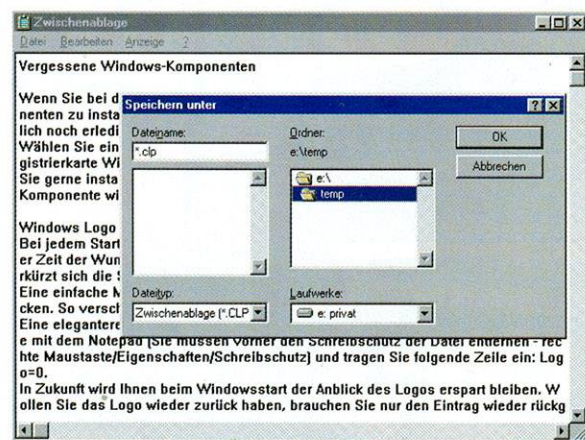 Zwischenablage
Datei Bearbeiten Anzeige ?
Vergessene Windows-Komponenten
Wenn Sie bei d
nenten zu insta
lich noch erledi
Wählen Sie ein
gistrierkarte Wi
Sie gerne insta
Komponente wi
Windows Logo
Bei jedem Start
er Zeit der Wun
rkürzt sich die
Eine einfache M
cken. So versch
Eine elegantere
e mit dem Notepad (Sie müssen vorher den Schreibschutz der Datei entfernen - rec
hte Maustaste/Eigenschaften/Schreibschutz) und tragen Sie folgende Zeile ein: Log
o=0.
In Zukunft wird Ihnen beim Windowsstart der Anblick des Logos erspart bleiben. W
ollen Sie das Logo wieder zurück haben, brauchen Sie nur den Eintrag wieder rückg
Speichern unter
Dateiname:
*.clp
Ordner:
e:\temp
e:\
temp
OK
Abbrechen
Dateityp:
Zwischenablage (*.CLP
Laufwerke:
e: privat